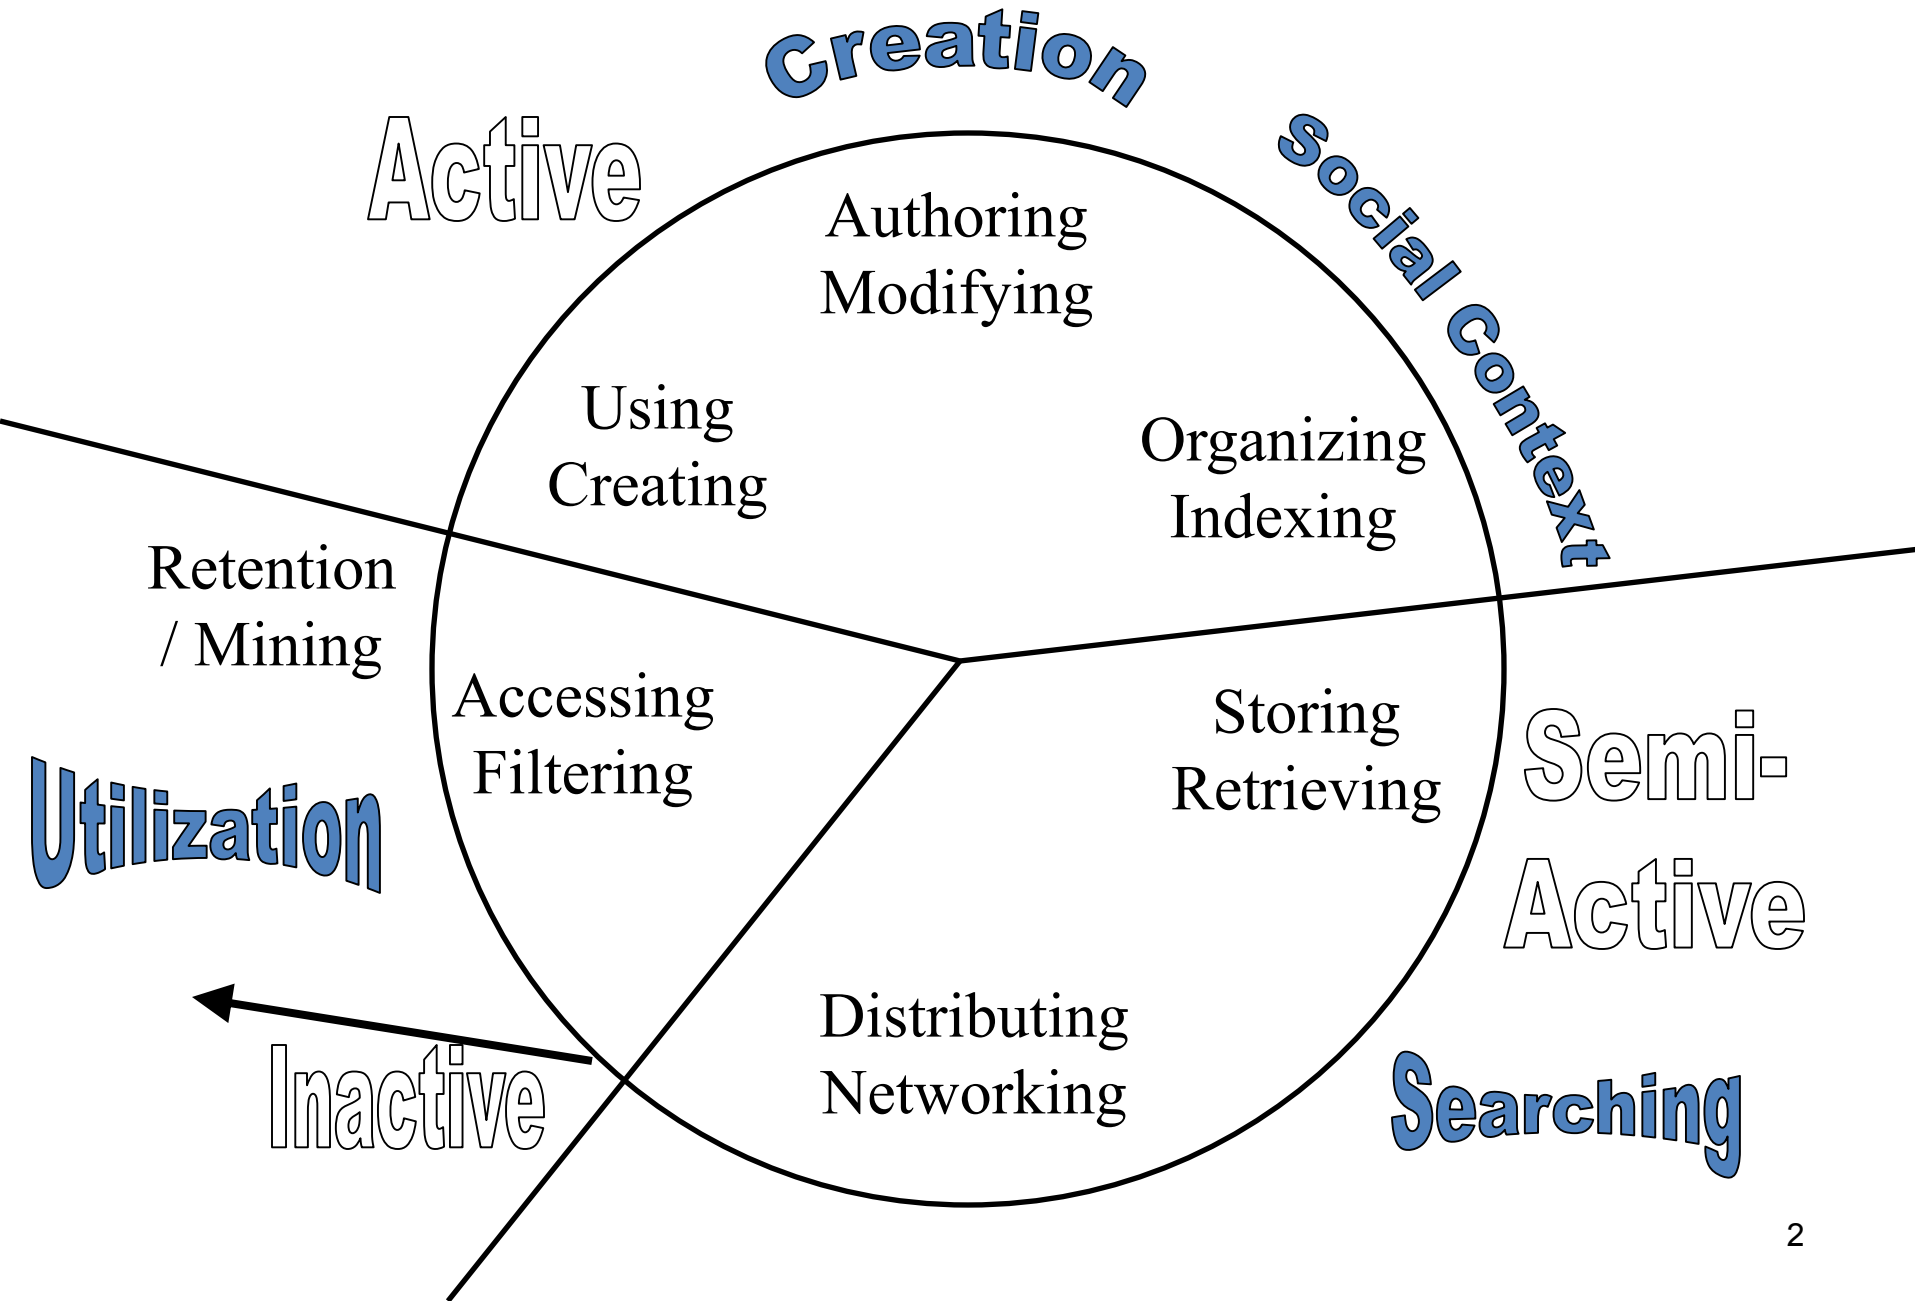 Creation
Active
Social Context
Authoring
Modifying
Using
Creating
Organizing
Indexing
Retention
/ Mining
Accessing
Filtering
Storing
Retrieving
Semi-
Active
Utilization
Distributing
Networking
Inactive
Searching
2